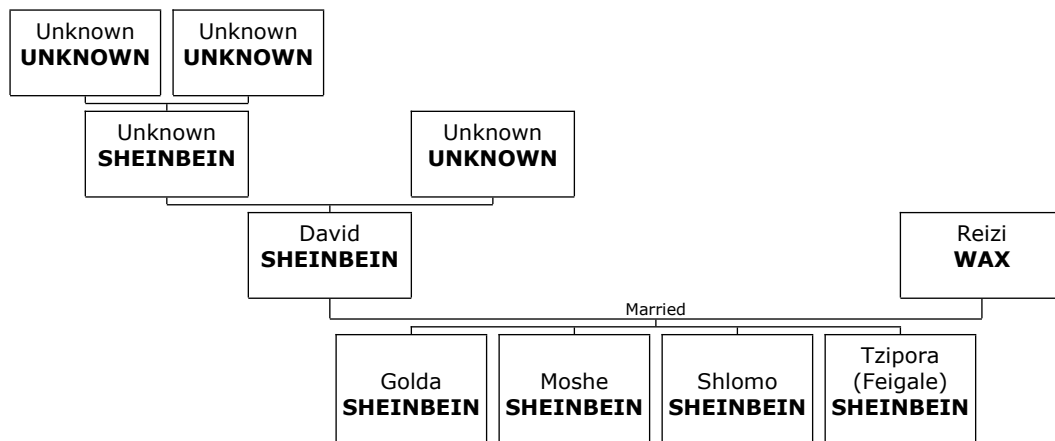 Unknown
UNKNOWN
Unknown
UNKNOWN
Unknown
SHEINBEIN
Unknown
UNKNOWN
David
SHEINBEIN
Reizi
WAX
Married
Golda
SHEINBEIN
Moshe
SHEINBEIN
Shlomo
SHEINBEIN
Tzipora
(Feigale)
SHEINBEIN